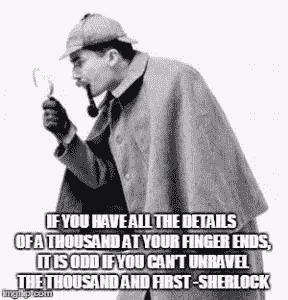 IF YOU HAVE ALL THE DETAILS
OF A THOUSAND AT YOUR FINGER ENDS,
IT IS ODD IF YOU CAN'T UNRAVEL
THE THOUSAND AND FIRST -SHERLOCK
imgflip.com